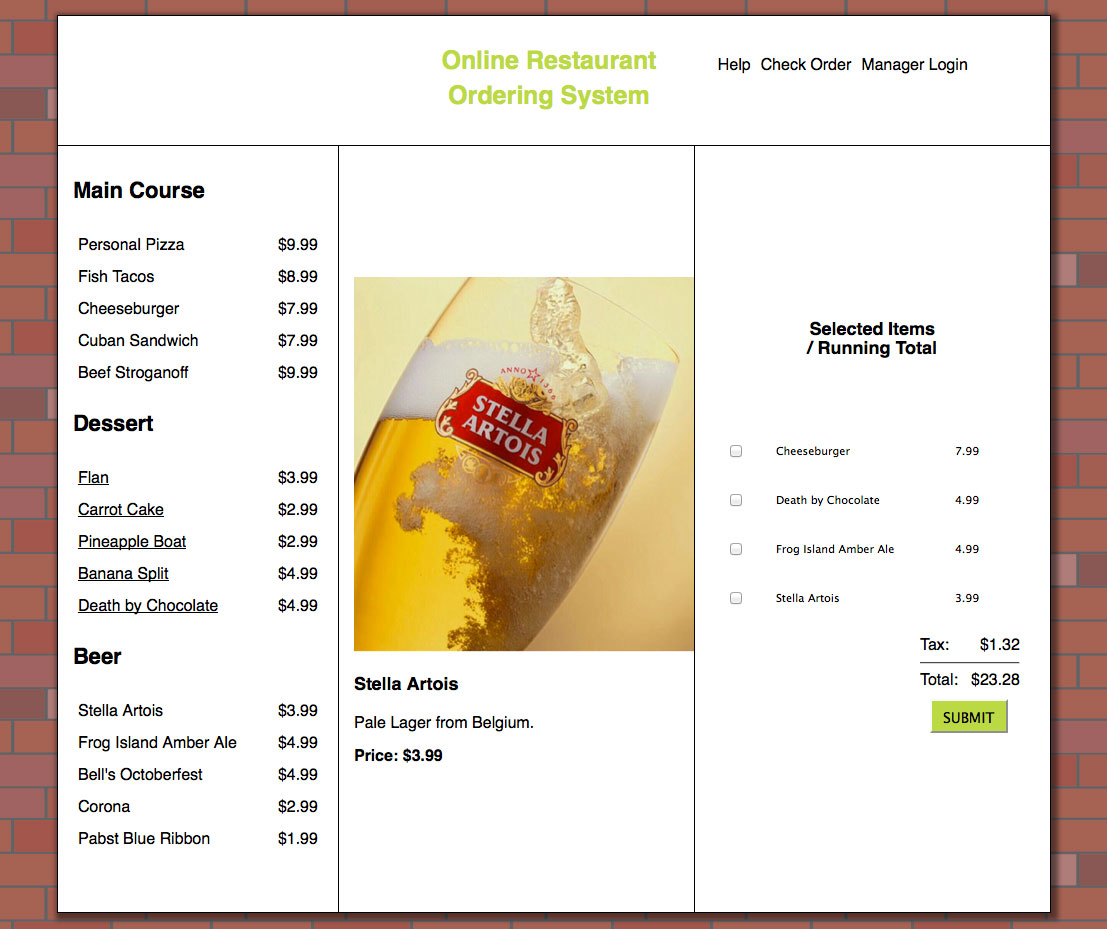 Online Restaurant
Ordering System
Help Check Order Manager Login
Main Course
Personal Pizza $9.99
Fish Tacos $8.99
Cheeseburger $7.99
Cuban Sandwich $7.99
Beef Stroganoff $9.99
Dessert
Flan $3.99
Carrot Cake $2.99
Pineapple Boat $2.99
Banana Split $4.99
Death by Chocolate $4.99
Beer
Stella Artois $3.99
Frog Island Amber Ale $4.99
Bell's Octoberfest $4.99
Corona $2.99
Pabst Blue Ribbon $1.99
ANNO 1366
STELLA
ARTOIS
Stella Artois
Pale Lager from Belgium.
Price: $3.99
Selected Items
/ Running Total
Cheeseburger 7.99
Death by Chocolate 4.99
Frog Island Amber Ale 4.99
Stella Artois 3.99
Tax: $1.32
Total: $23.28
SUBMIT